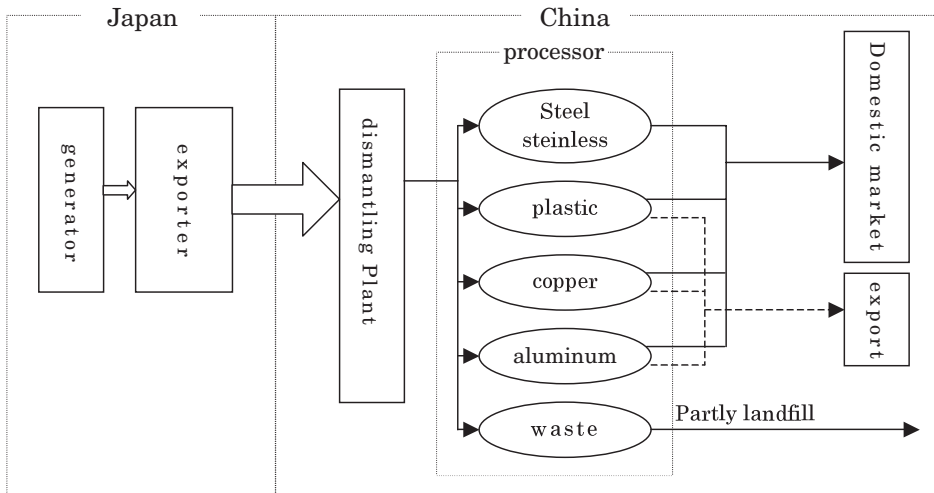 Japan
China
processor
generator
exporter
dismantling Plant
Steel
steinless
plastic
copper
aluminum
waste
Domestic market
export
Partly landfill